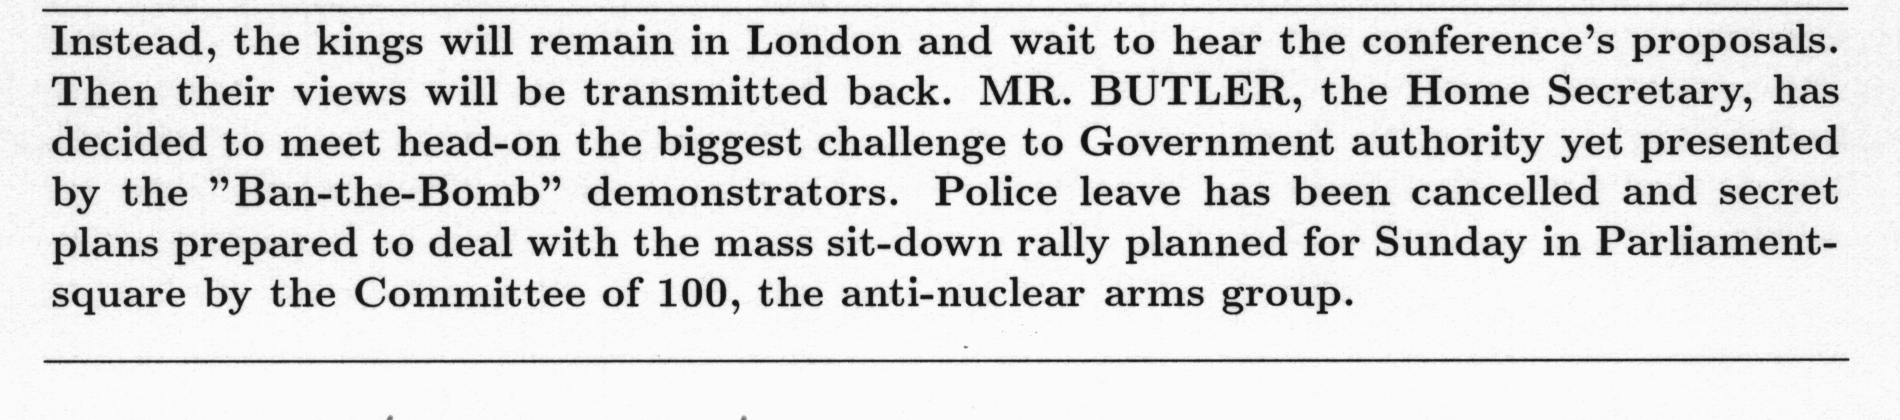 Instead, the kings will remain in London and wait to hear the conference's proposals.
Then their views will be transmitted back. MR. BUTLER, the Home Secretary, has
decided to meet head-on the biggest challenge to Government authority yet presented
by the ”Ban-the-Bomb” demonstrators. Police leave has been cancelled and secret
plans prepared to deal with the mass sit-down rally planned for Sunday in Parliament-
square by the Committee of 100, the anti-nuclear arms group.